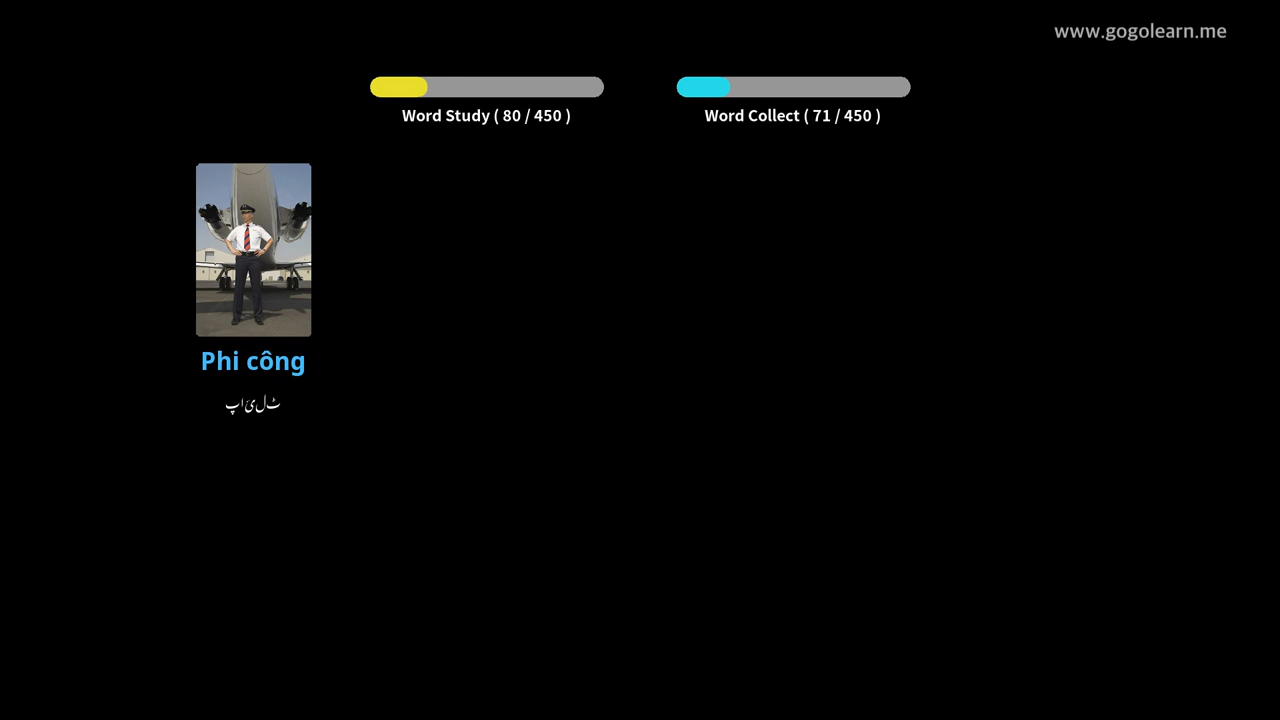 www.gogolearn.me
Word Study ( 80 / 450 )
Word Collect ( 71 / 450 )
Phi công
پائلٹ